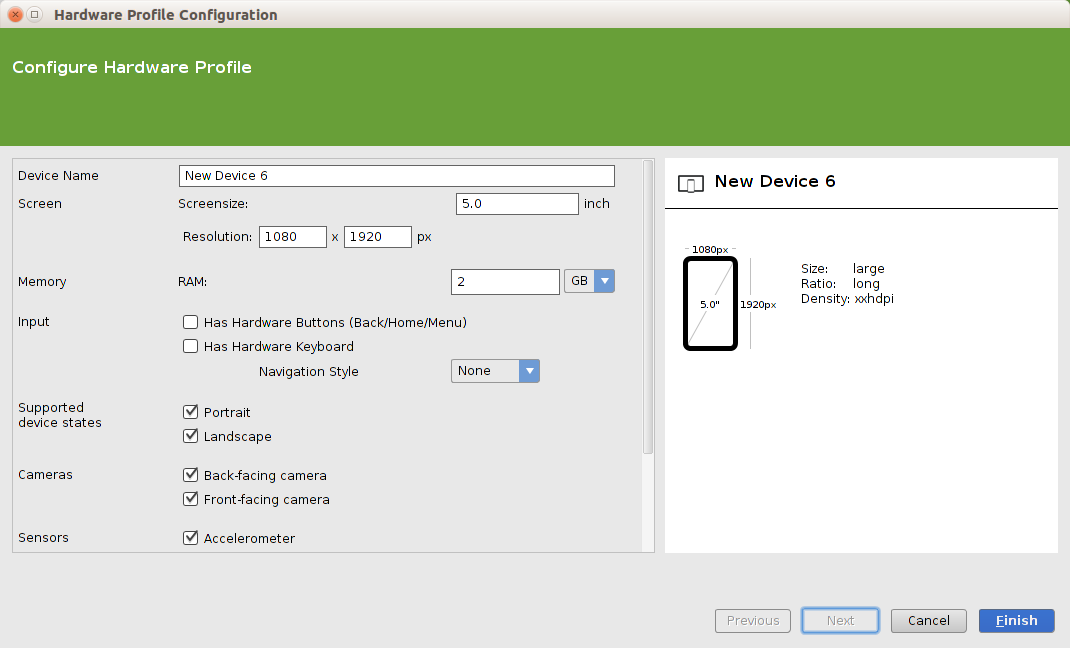 Hardware Profile Configuration
Configure Hardware Profile
Device Name New Device 6
Screen Screensize: 5.0 inch
Resolution: 1080 x 1920 px
Memory RAM: 2 GB
Input Has Hardware Buttons (Back/Home/Menu)
Has Hardware Keyboard
Navigation Style None
Supported
device states
Portrait
Landscape
Cameras Back-facing camera
Front-facing camera
Sensors Accelerometer
New Device 6
1080px
5.0"
1920px
Size: large
Ratio: long
Density: xxhdpi
Previous Next Cancel Finish